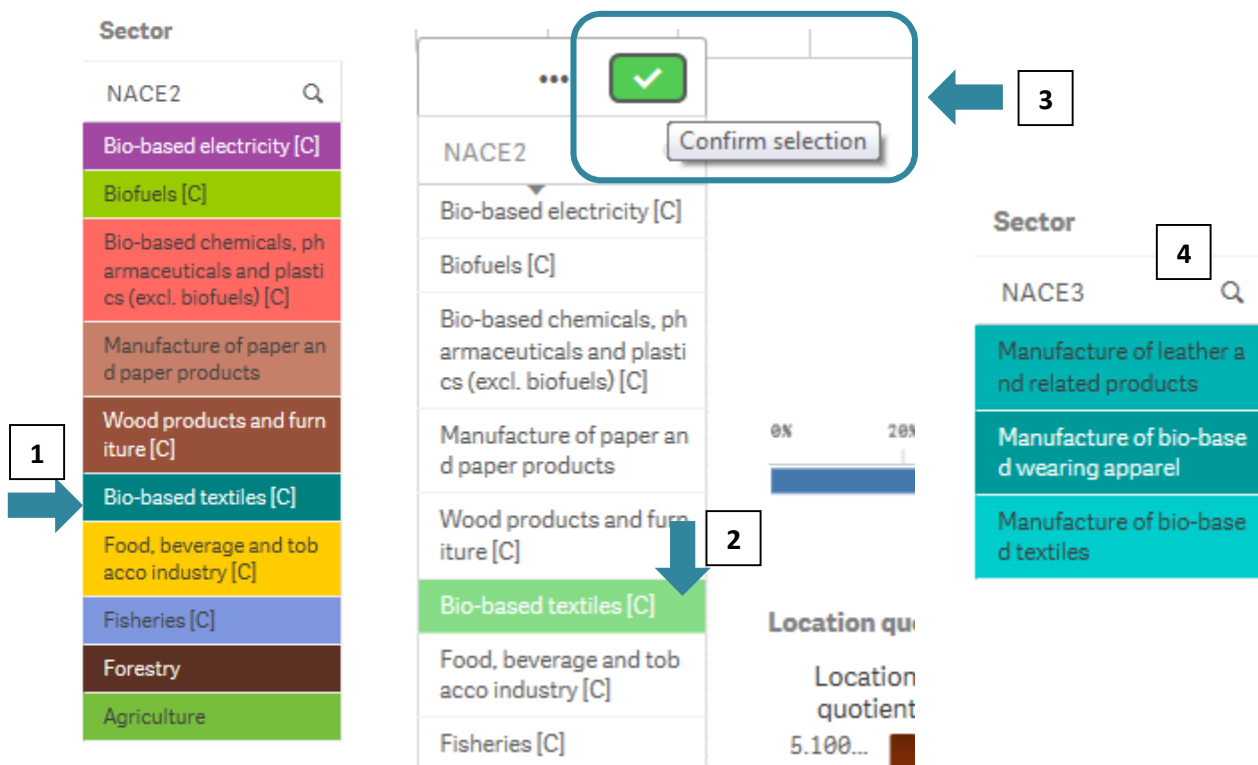 Sector
NACE2
Bio-based electricity [C]
Biofuels [C]
Bio-based chemicals, ph
armaceuticals and plasti
cs (excl. biofuels) [C]
Manufacture of paper an
d paper products
Wood products and furn
iture [C]
Bio-based textiles [C]
Food, beverage and tob
acco industry [C]
Fisheries [C]
Forestry
Agriculture
1
•••
Confirm selection
NACE2
Bio-based electricity [C]
Biofuels [C]
Bio-based chemicals, ph
armaceuticals and plasti
cs (excl. biofuels) [C]
Manufacture of paper an
d paper products
Wood products and furn
iture [C]
Bio-based textiles [C]
Food, beverage and tob
acco industry [C]
Fisheries [C]
2
3
0% 20%
Location qu
Location
quotient
5.100...
Sector
4
NACE3
Manufacture of leather a
nd related products
Manufacture of bio-base
d wearing apparel
Manufacture of bio-base
d textiles